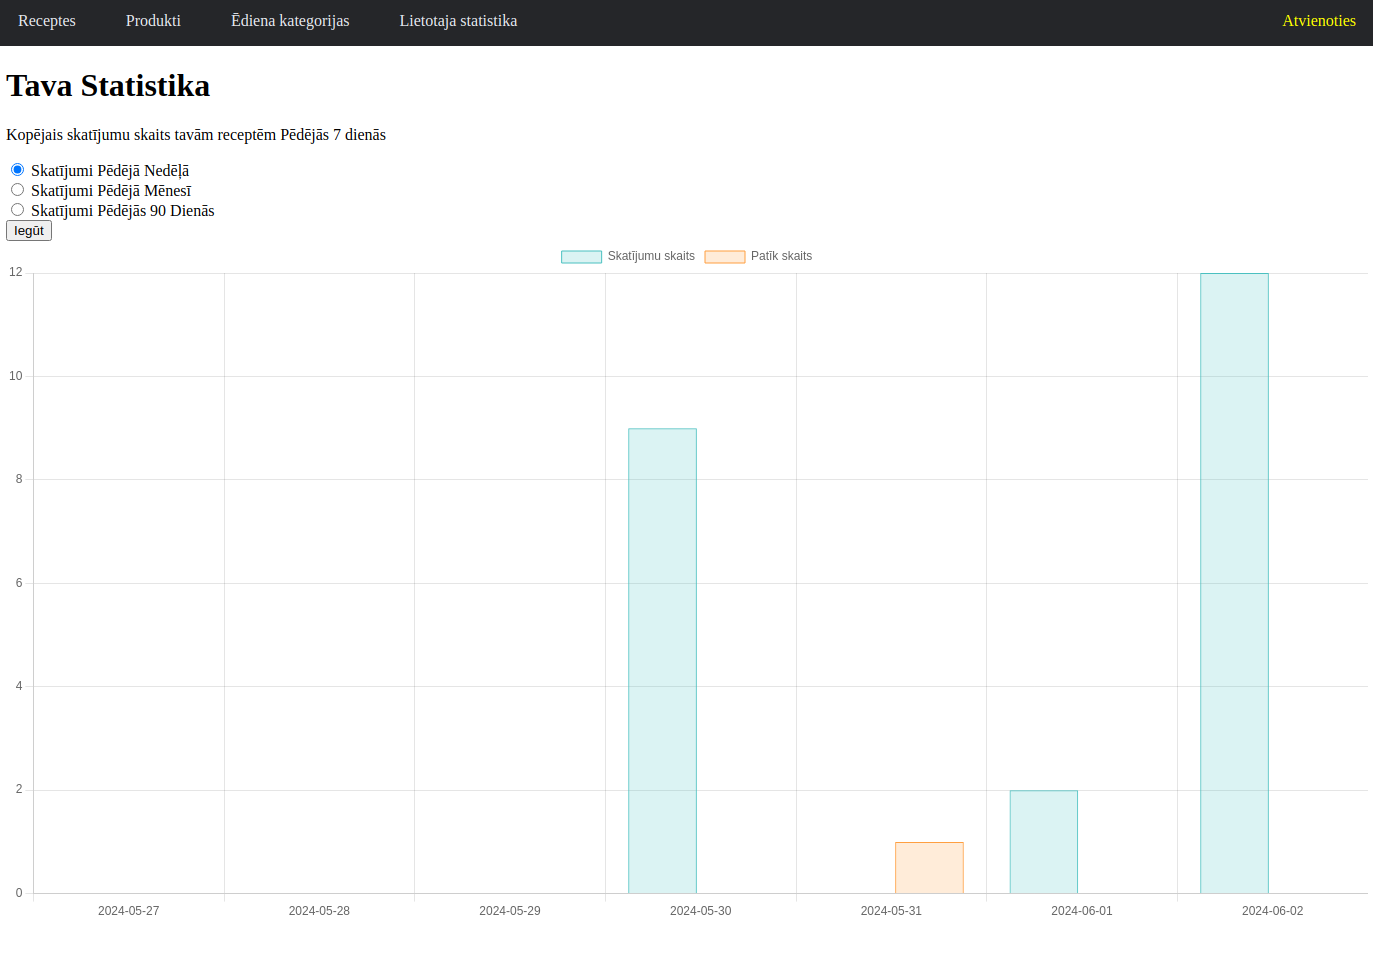 Receptes Produkti Ēdiena kategorijas Lietotaja statistika Atvienoties
Tava Statistika
Kopējais skatījumu skaits tavām receptēm Pēdējās 7 dienās
Skatījumi Pēdējā Nedēļā
Skatījumi Pēdējā Mēnesī
Skatījumi Pēdējās 90 Dienās
Iegūt
Skatījumu skaits Patīk skaits
12
10
8
6
4
2
0
2024-05-27 2024-05-28 2024-05-29 2024-05-30 2024-05-31 2024-06-01 2024-06-02